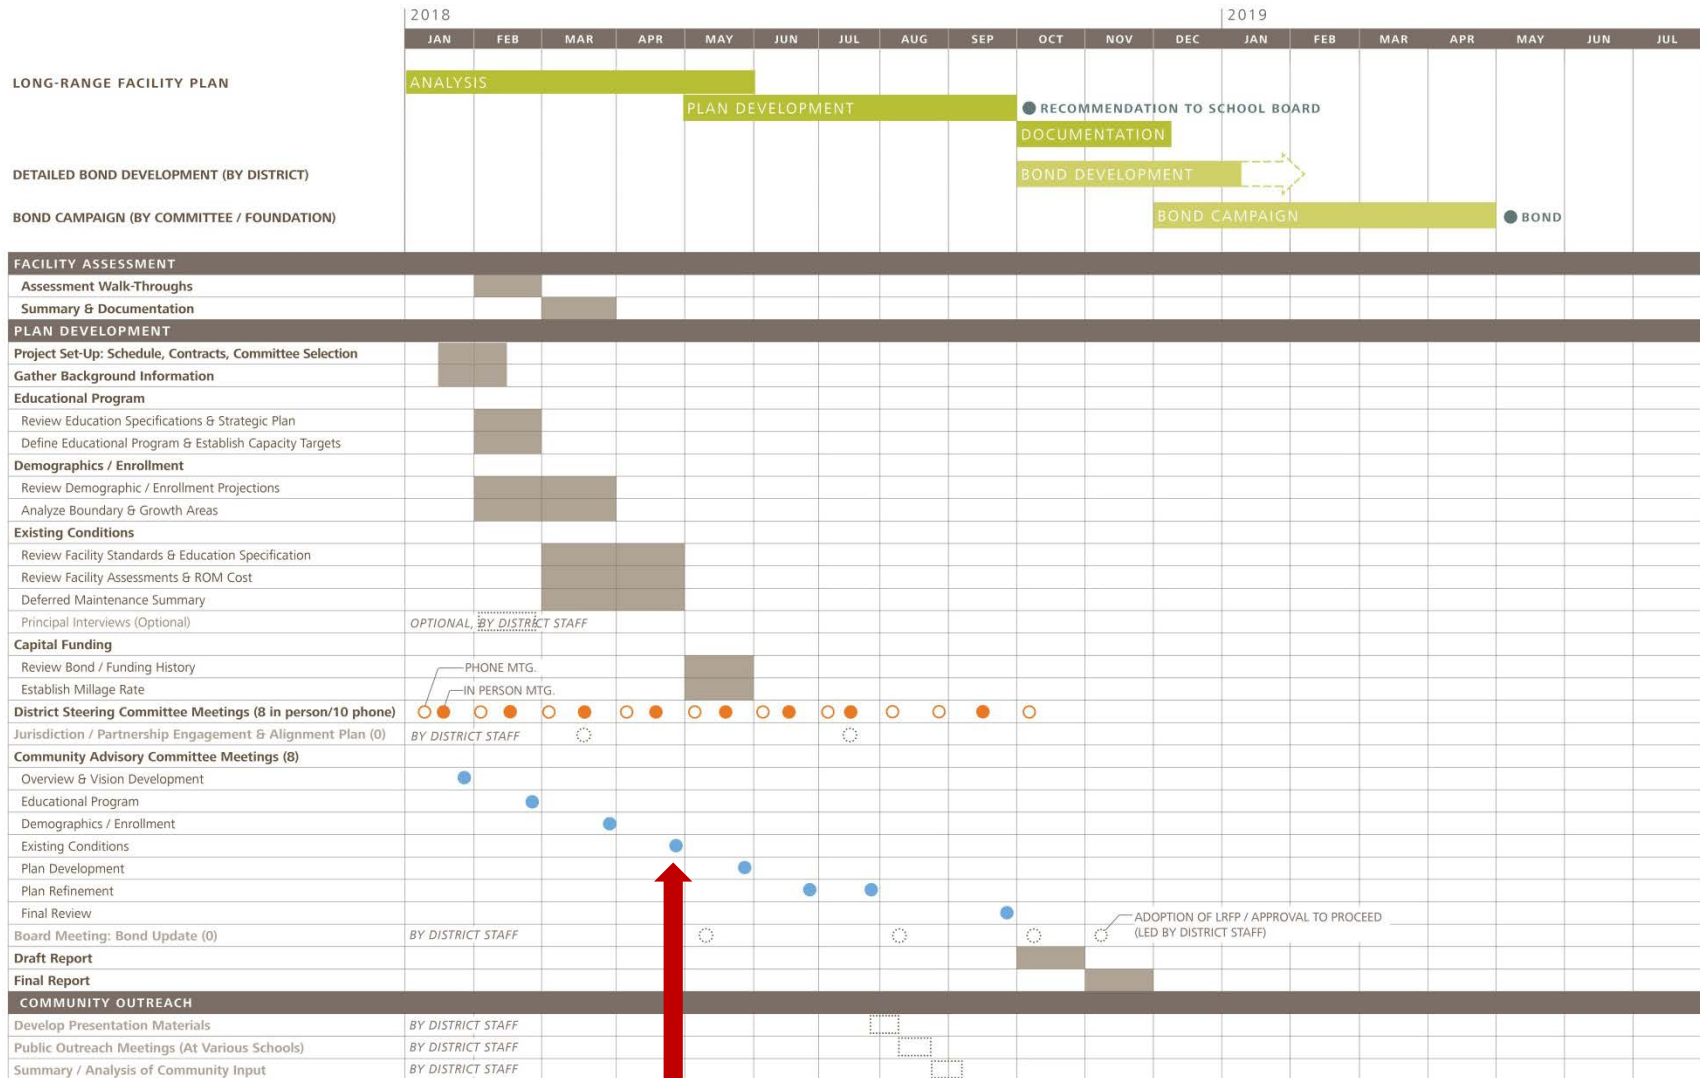 2018 2019
JAN FEB MAR APR MAY JUN JUL AUG SEP OCT NOV DEC JAN FEB MAR APR MAY JUN JUL
LONG-RANGE FACILITY PLAN ANALYSIS
PLAN DEVELOPMENT RECOMMENDATION TO SCHOOL BOARD
DOCUMENTATION
DETAILED BOND DEVELOPMENT (BY DISTRICT) BOND DEVELOPMENT
BOND CAMPAIGN (BY COMMITTEE / FOUNDATION) BOND CAMPAIGN BOND
FACILITY ASSESSMENT
Assessment Walk-Throughs
Summary & Documentation
PLAN DEVELOPMENT
Project Set-Up: Schedule, Contracts, Committee Selection
Gather Background Information
Educational Program
Review Education Specifications & Strategic Plan
Define Educational Program & Establish Capacity Targets
Demographics / Enrollment
Review Demographic / Enrollment Projections
Analyze Boundary & Growth Areas
Existing Conditions
Review Facility Standards & Education Specification
Review Facility Assessments & ROM Cost
Deferred Maintenance Summary
Principal Interviews (Optional) OPTIONAL, BY DISTRICT STAFF
Capital Funding
Review Bond / Funding History PHONE MTG.
Establish Millage Rate IN PERSON MTG.
District Steering Committee Meetings (8 in person/10 phone)
Jurisdiction / Partnership Engagement & Alignment Plan (0) BY DISTRICT STAFF
Community Advisory Committee Meetings (8)
Overview & Vision Development
Educational Program
Demographics / Enrollment
Existing Conditions
Plan Development
Plan Refinement
Final Review
ADOPTION OF LRFP / APPROVAL TO PROCEED
(LED BY DISTRICT STAFF)
Board Meeting: Bond Update (0) BY DISTRICT STAFF
Draft Report
Final Report
COMMUNITY OUTREACH
Develop Presentation Materials BY DISTRICT STAFF
Public Outreach Meetings (At Various Schools) BY DISTRICT STAFF
Summary / Analysis of Community Input BY DISTRICT STAFF